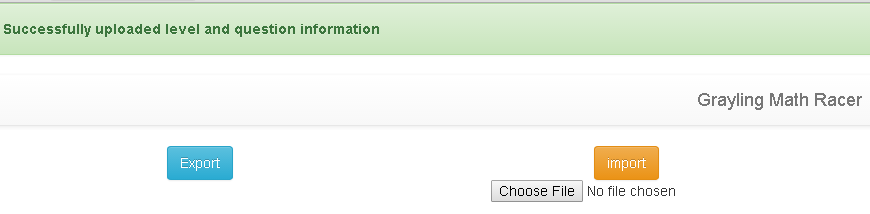 Successfully uploaded level and question information
Grayling Math Racer
Export
import
Choose File No file chosen